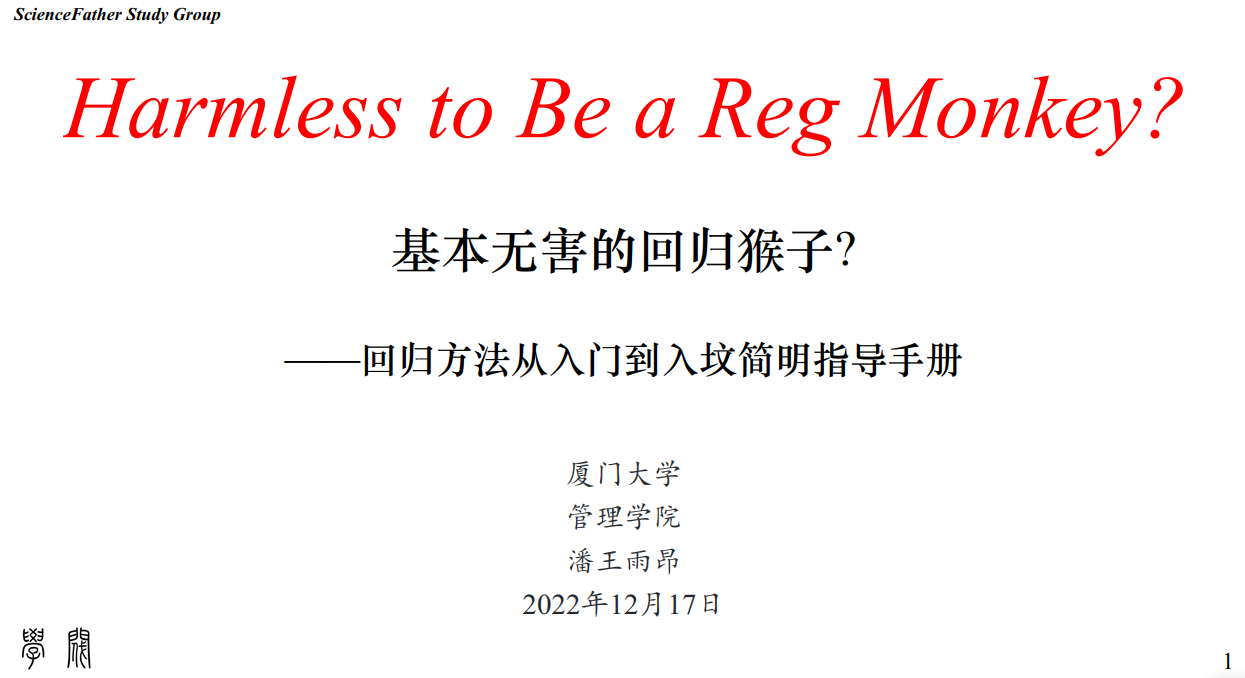 ScienceFather Study Group
Harmless to Be a Reg Monkey?
基本无害的回归猴子？
——回归方法从入门到入坟简明指导手册
厦门大学
管理学院
潘王雨昂
2022年12月17日
學 閥
1